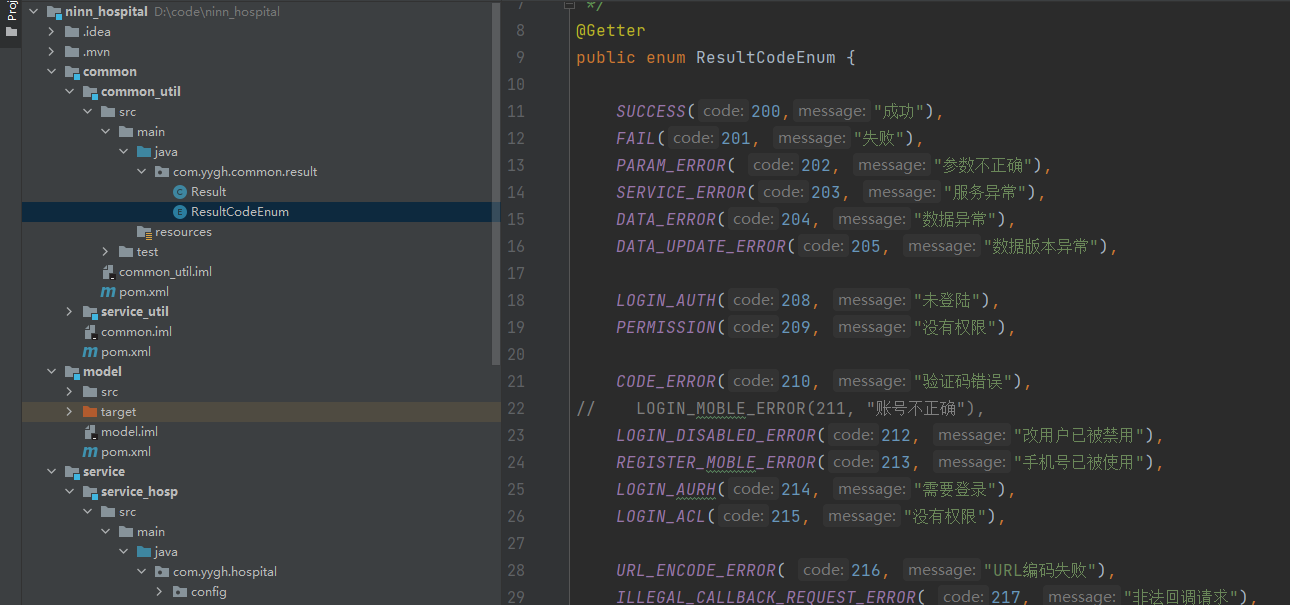 Proj
ninn_hospital D:\code\ninn_hospital
.idea
.mvn
common
common_util
src
main
java
com.yygh.common.result
Result
ResultCodeEnum
resources
test
common_util.iml
pom.xml
service_util
common.iml
pom.xml
model
src
target
model.iml
pom.xml
service
service_hosp
src
main
java
com.yygh.hospital
config
7 */
8 @Getter
9 public enum ResultCodeEnum {
10
11 SUCCESS( code: 200, message: "成功"),
12 FAIL( code: 201, message: "失败"),
13 PARAM_ERROR( code: 202, message: "参数不正确"),
14 SERVICE_ERROR( code: 203, message: "服务异常"),
15 DATA_ERROR( code: 204, message: "数据异常"),
16 DATA_UPDATE_ERROR( code: 205, message: "数据版本异常"),
17
18 LOGIN_AUTH( code: 208, message: "未登陆"),
19 PERMISSION( code: 209, message: "没有权限"),
20
21 CODE_ERROR( code: 210, message: "验证码错误"),
22 // LOGIN_MOBLE_ERROR(211, "账号不正确"),
23 LOGIN_DISABLED_ERROR( code: 212, message: "改用户已被禁用"),
24 REGISTER_MOBLE_ERROR( code: 213, message: "手机号已被使用"),
25 LOGIN_AURH( code: 214, message: "需要登录"),
26 LOGIN_ACL( code: 215, message: "没有权限"),
27
28 URL_ENCODE_ERROR( code: 216, message: "URL编码失败"),
29 ILLEGAL_CALLBACK_REQUEST_ERROR( code: 217, message: "非法回调请求"),